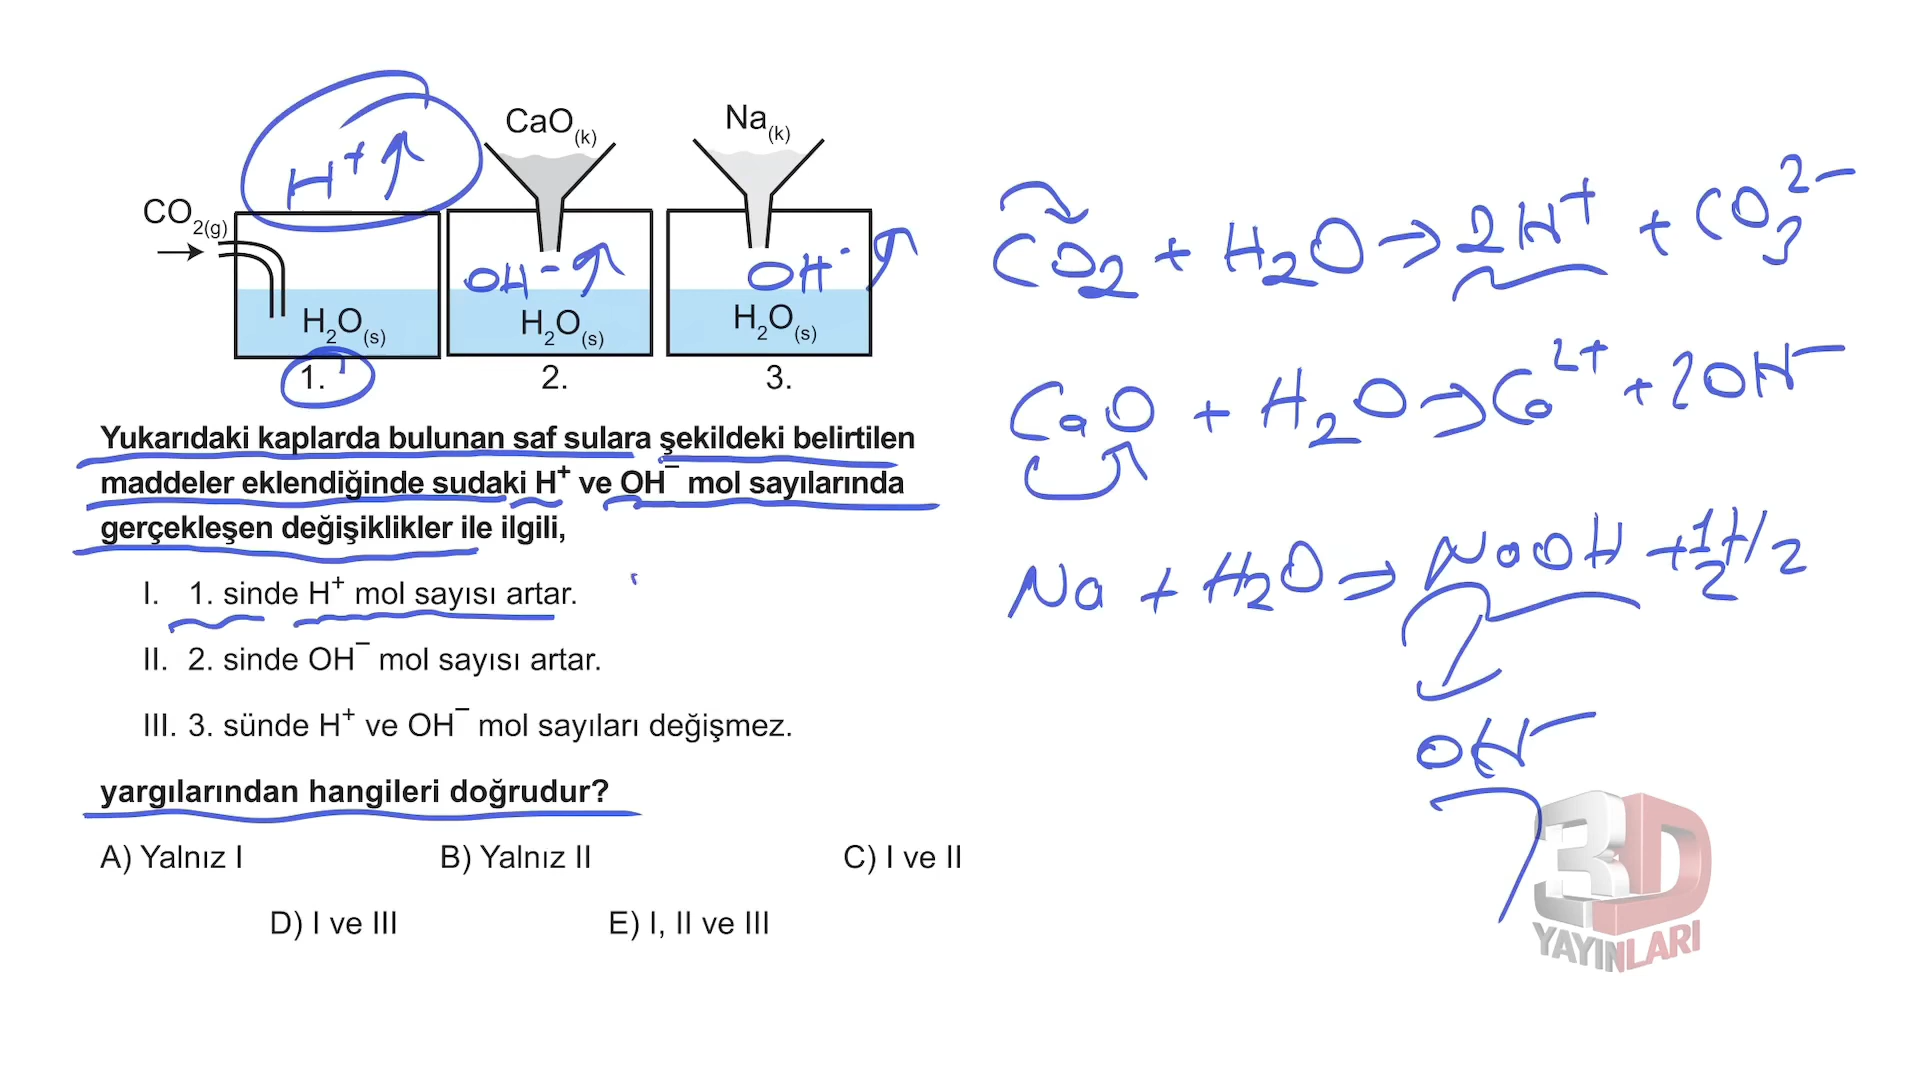 H⁺↑
CaO(k)
Na(k)
CO₂(g)
OH⁻↑
OH⁻↑
H₂O(s)
H₂O(s)
H₂O(s)
1.
2.
3.
Yukarıdaki kaplarda bulunan saf sulara şekildeki belirtilen
maddeler eklendiğinde sudaki H⁺ ve OH⁻ mol sayılarında
gerçekleşen değişiklikler ile ilgili,
I. 1. sinde H⁺ mol sayısı artar.
II. 2. sinde OH⁻ mol sayısı artar.
III. 3. sünde H⁺ ve OH⁻ mol sayıları değişmez.
yargılarından hangileri doğrudur?
A) Yalnız I
B) Yalnız II
C) I ve II
D) I ve III
E) I, II ve III
CO₂ + H₂O → 2H⁺ + CO₃²⁻
CaO + H₂O → Ca²⁺ + 2OH⁻
Na + H₂O → NaOH + 1/2 H₂
OH⁻
3D
YAYINLARI